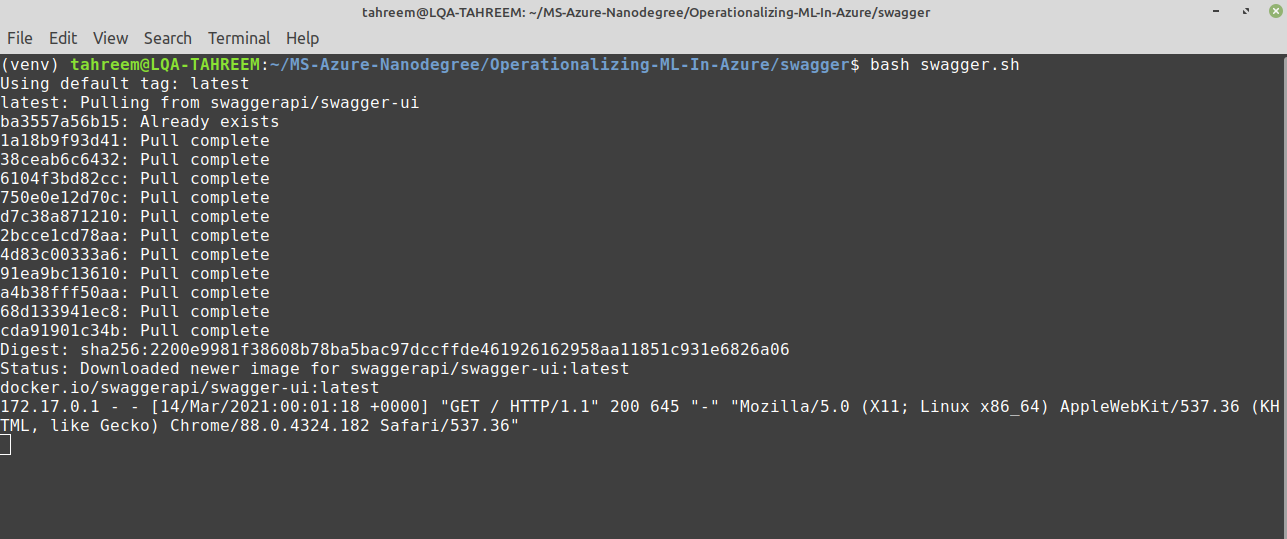 tahreem@LQA-TAHREEM: ~/MS-Azure-Nanodegree/Operationalizing-ML-In-Azure/swagger
File Edit View Search Terminal Help
(venv) tahreem@LQA-TAHREEM:~/MS-Azure-Nanodegree/Operationalizing-ML-In-Azure/swagger$ bash swagger.sh
Using default tag: latest
latest: Pulling from swaggerapi/swagger-ui
ba3557a56b15: Already exists
1a18b9f93d41: Pull complete
38ceab6c6432: Pull complete
6104f3bd82cc: Pull complete
750e0e12d70c: Pull complete
d7c38a871210: Pull complete
2bcce1cd78aa: Pull complete
4d83c00333a6: Pull complete
91ea9bc13610: Pull complete
a4b38fff50aa: Pull complete
68d133941ec8: Pull complete
cda91901c34b: Pull complete
Digest: sha256:2200e9981f38608b78ba5bac97dccffde461926162958aa11851c931e6826a06
Status: Downloaded newer image for swaggerapi/swagger-ui:latest
docker.io/swaggerapi/swagger-ui:latest
172.17.0.1 - - [14/Mar/2021:00:01:18 +0000] "GET / HTTP/1.1" 200 645 "-" "Mozilla/5.0 (X11; Linux x86_64) AppleWebKit/537.36 (KH
TML, like Gecko) Chrome/88.0.4324.182 Safari/537.36"